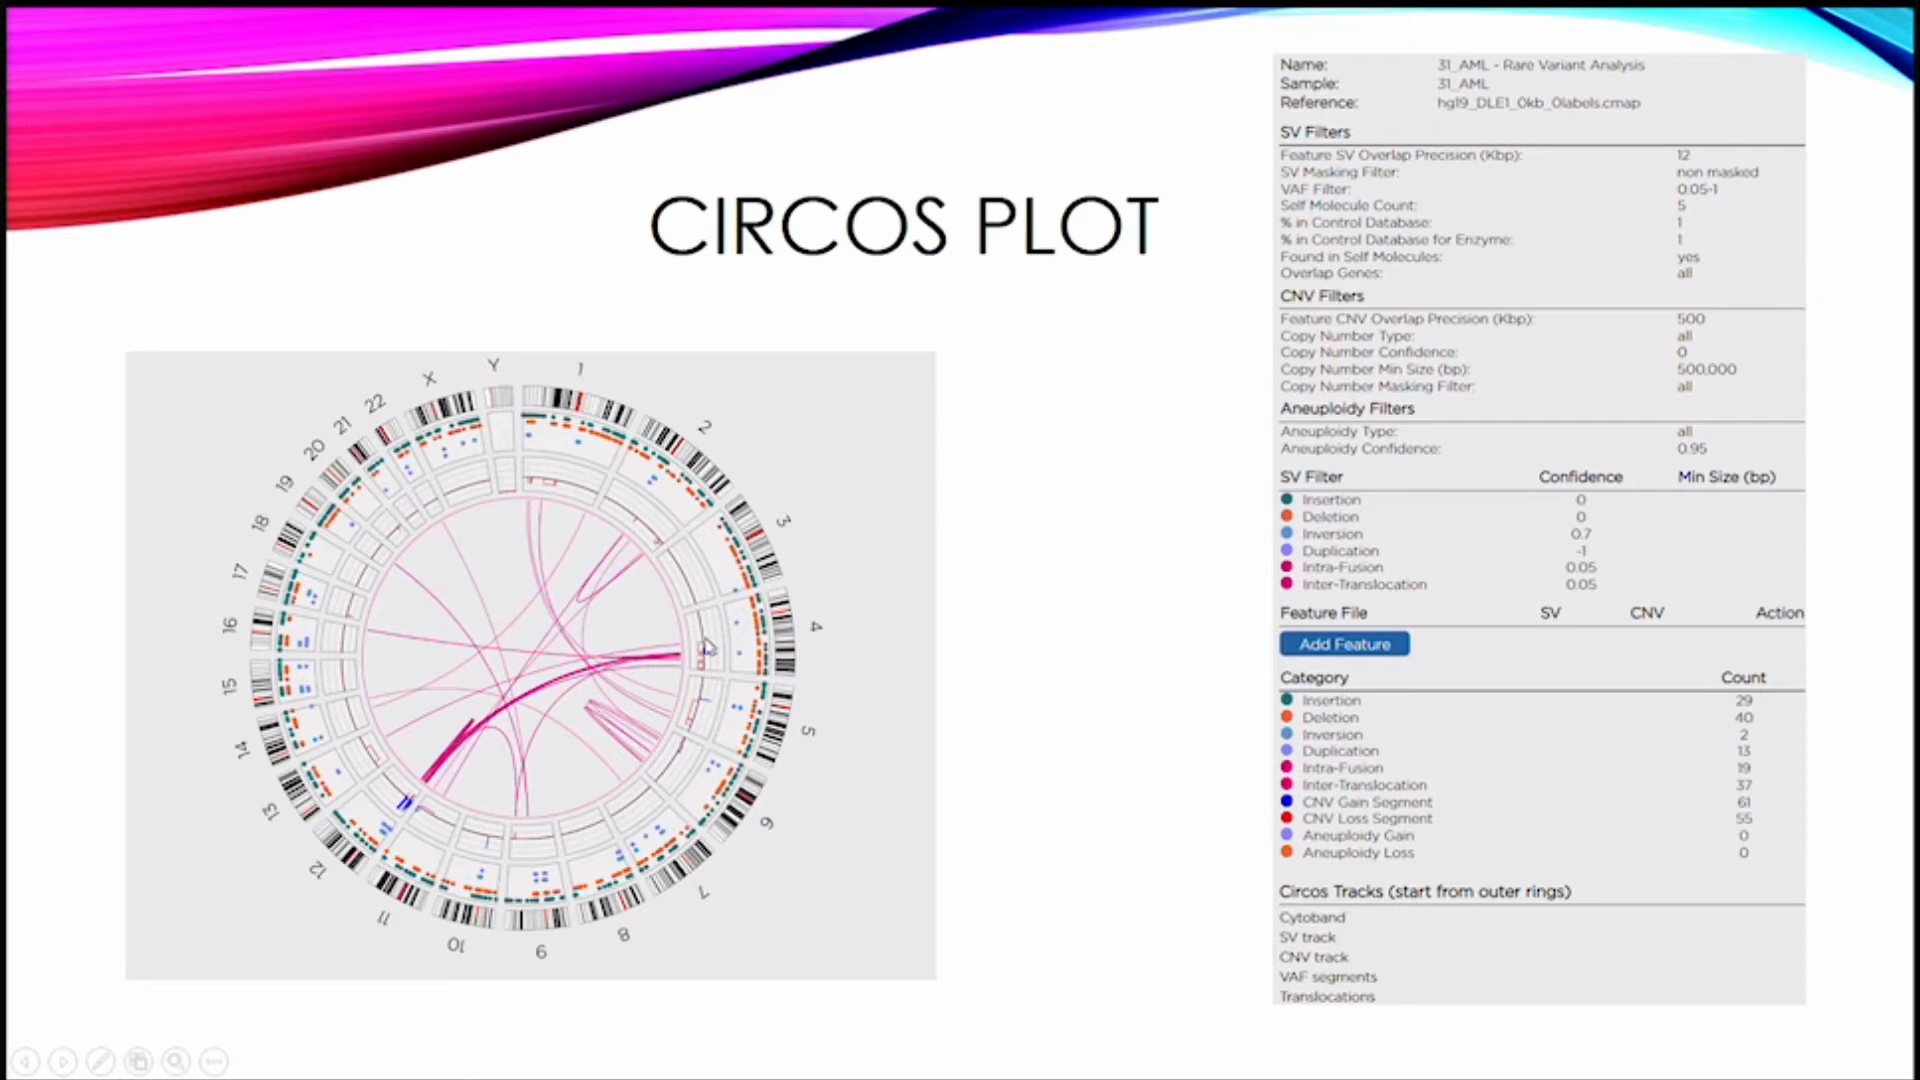 CIRCOS PLOT
Y
1
2
3
4
5
6
7
8
9
10
11
12
13
14
15
16
17
18
19
20
21
22
X
Name: 31_AML - Rare Variant Analysis
Sample: 31_AML
Reference: hg19_DLE1_0kb_0labels.cmap
SV Filters
Feature SV Overlap Precision (Kbp): 12
SV Masking Filter: non masked
VAF Filter: 0.05-1
Self Molecule Count: 5
% in Control Database: 1
% in Control Database for Enzyme: 1
Found in Self Molecules: yes
Overlap Genes: all
CNV Filters
Feature CNV Overlap Precision (Kbp): 500
Copy Number Type: all
Copy Number Confidence: 0
Copy Number Min Size (bp): 500,000
Copy Number Masking Filter: all
Aneuploidy Filters
Aneuploidy Type: all
Aneuploidy Confidence: 0.95
SV Filter Confidence Min Size (bp)
Insertion 0
Deletion 0
Inversion 0.7
Duplication -1
Intra-Fusion 0.05
Inter-Translocation 0.05
Feature File SV CNV Action
Add Feature
Category Count
Insertion 29
Deletion 40
Inversion 2
Duplication 13
Intra-Fusion 19
Inter-Translocation 37
CNV Gain Segment 61
CNV Loss Segment 55
Aneuploidy Gain 0
Aneuploidy Loss 0
Circos Tracks (start from outer rings)
Cytoband
SV track
CNV track
VAF segments
Translocations